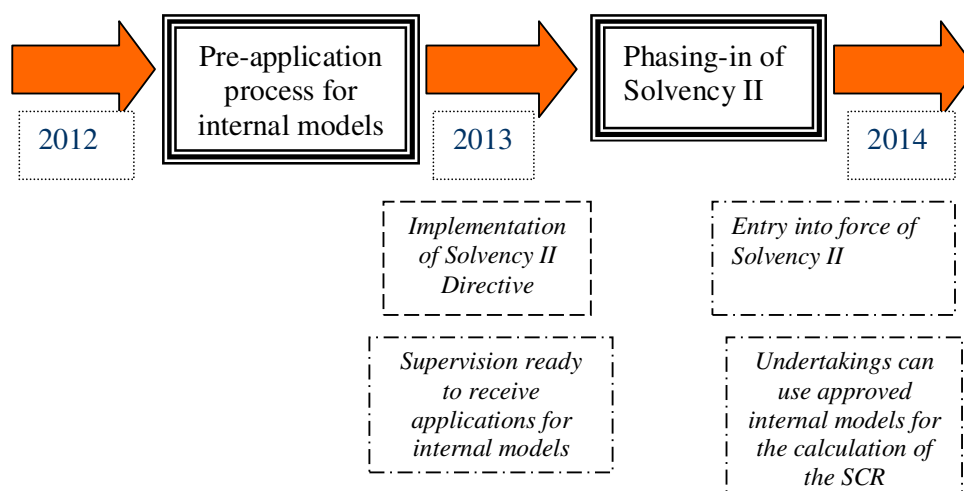 Pre-application
process for
internal models
Phasing-in of
Solvency II
2012
2013
2014
Implementation
of Solvency II
Directive
Entry into force of
Solvency II
Supervision ready
to receive
applications for
internal models
Undertakings can
use approved
internal models for
the calculation of
the SCR